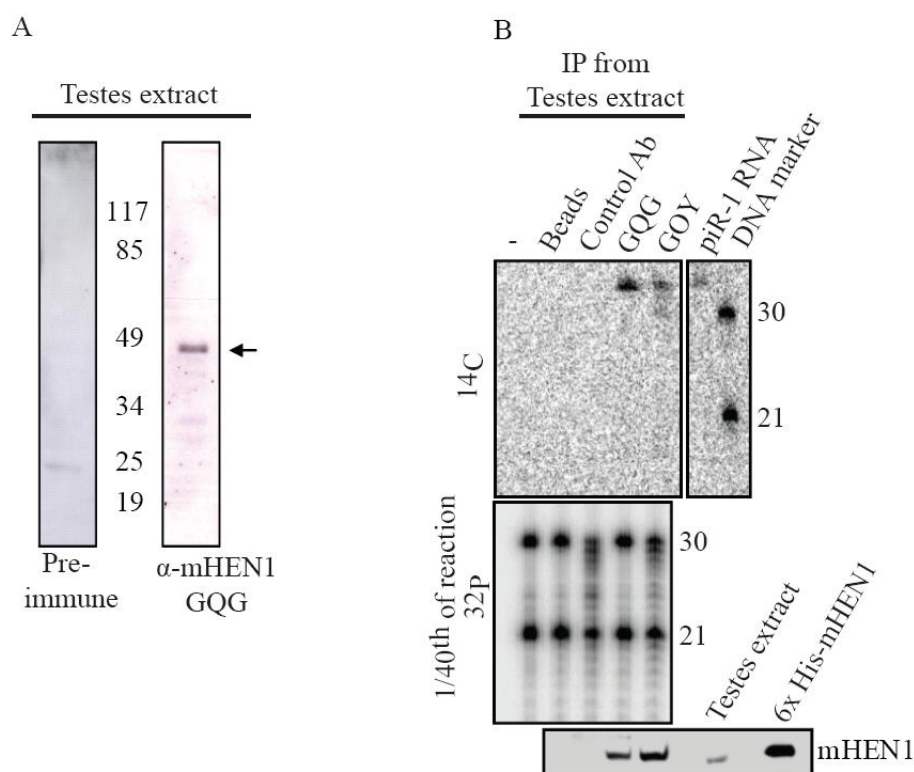 A
Testes extract
117
85
49
34
25
19
Pre-
immune
α-mHEN1
GQG
B
IP from
Testes extract
-
Beads
Control Ab
GQG
GOY
piR-1 RNA
DNA marker
14C
30
21
1/40th of reaction
32P
30
21
Testes extract
6x His-mHEN1
mHEN1